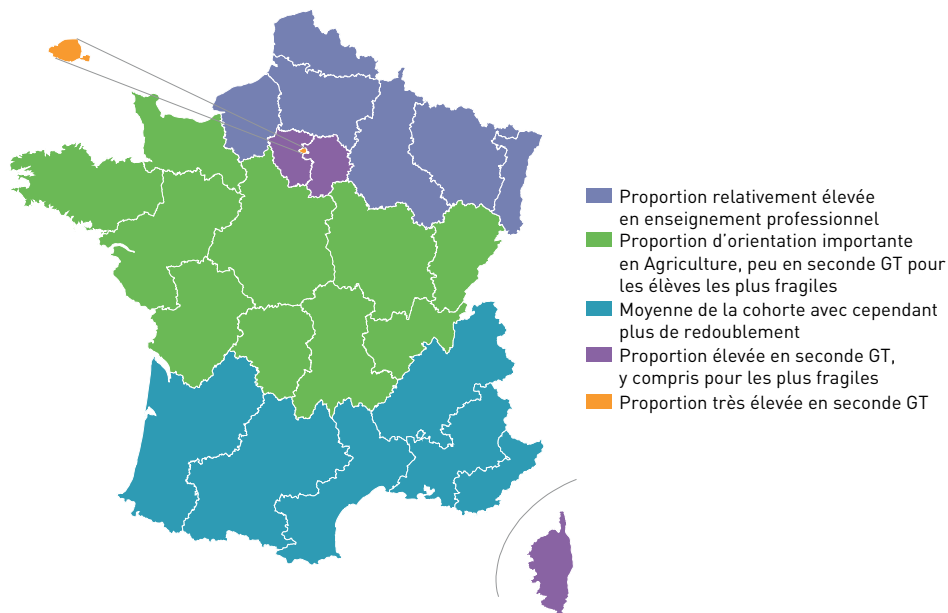 Proportion relativement élevée
en enseignement professionnel
Proportion d'orientation importante
en Agriculture, peu en seconde GT pour
les élèves les plus fragiles
Moyenne de la cohorte avec cependant
plus de redoublement
Proportion élevée en seconde GT,
y compris pour les plus fragiles
Proportion très élevée en seconde GT